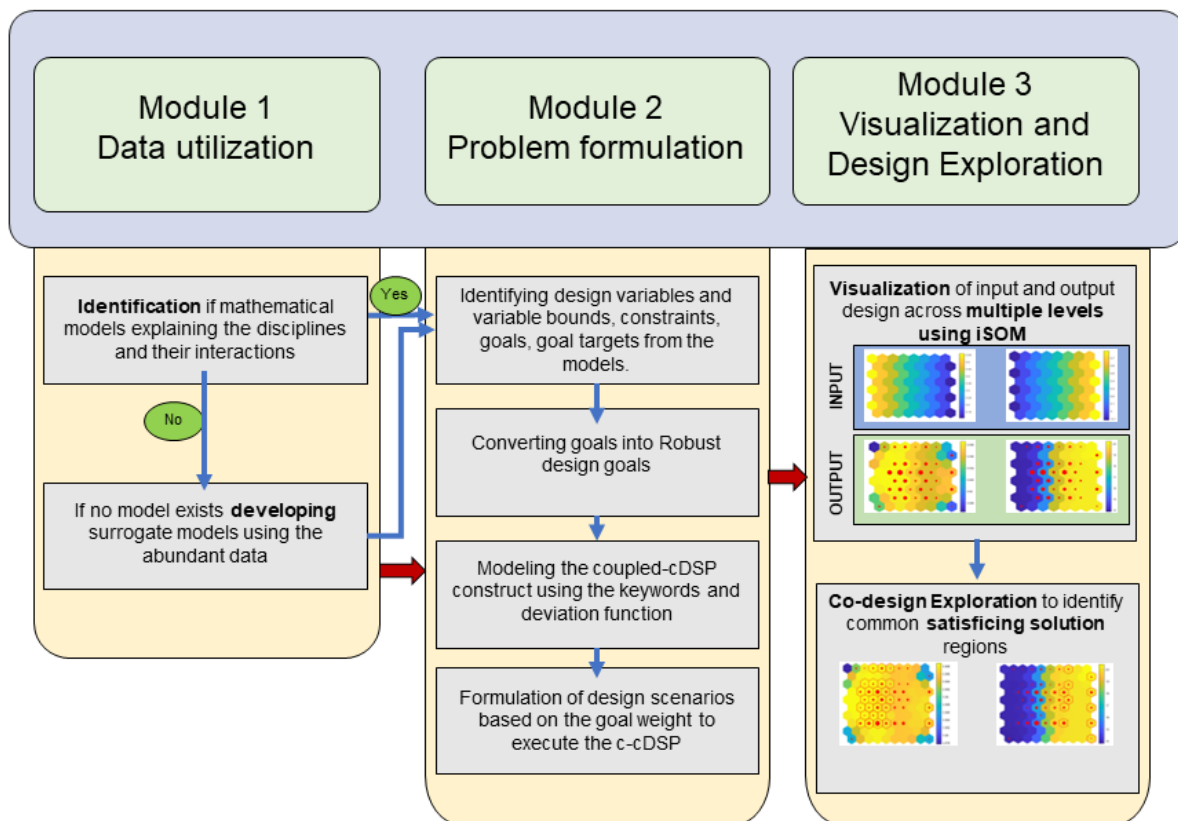 Module 1
Data utilization
Module 2
Problem formulation
Module 3
Visualization and
Design Exploration
Identification if mathematical
models explaining the disciplines
and their interactions
Yes
No
If no model exists developing
surrogate models using the
abundant data
Identifying design variables and
variable bounds, constraints,
goals, goal targets from the
models.
Converting goals into Robust
design goals
Modeling the coupled-cDSP
construct using the keywords and
deviation function
Formulation of design scenarios
based on the goal weight to
execute the c-cDSP
Visualization of input and output
design across multiple levels
using iSOM
INPUT
OUTPUT
Co-design Exploration to identify
common satisficing solution
regions